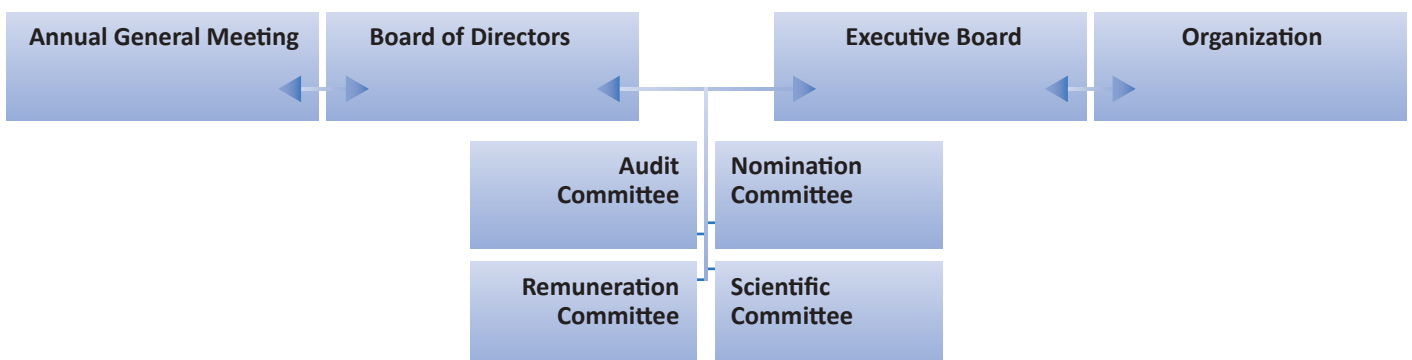 Annual General Meeting
Board of Directors
Executive Board
Organization
Audit
Committee
Nomination
Committee
Remuneration
Committee
Scientific
Committee